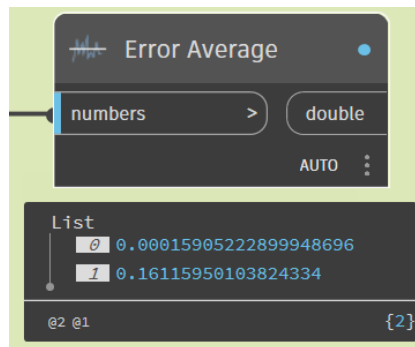 Error Average
numbers > double
AUTO
List
0 0.00015905222899948696
1 0.16115950103824334
@2 @1 {2}